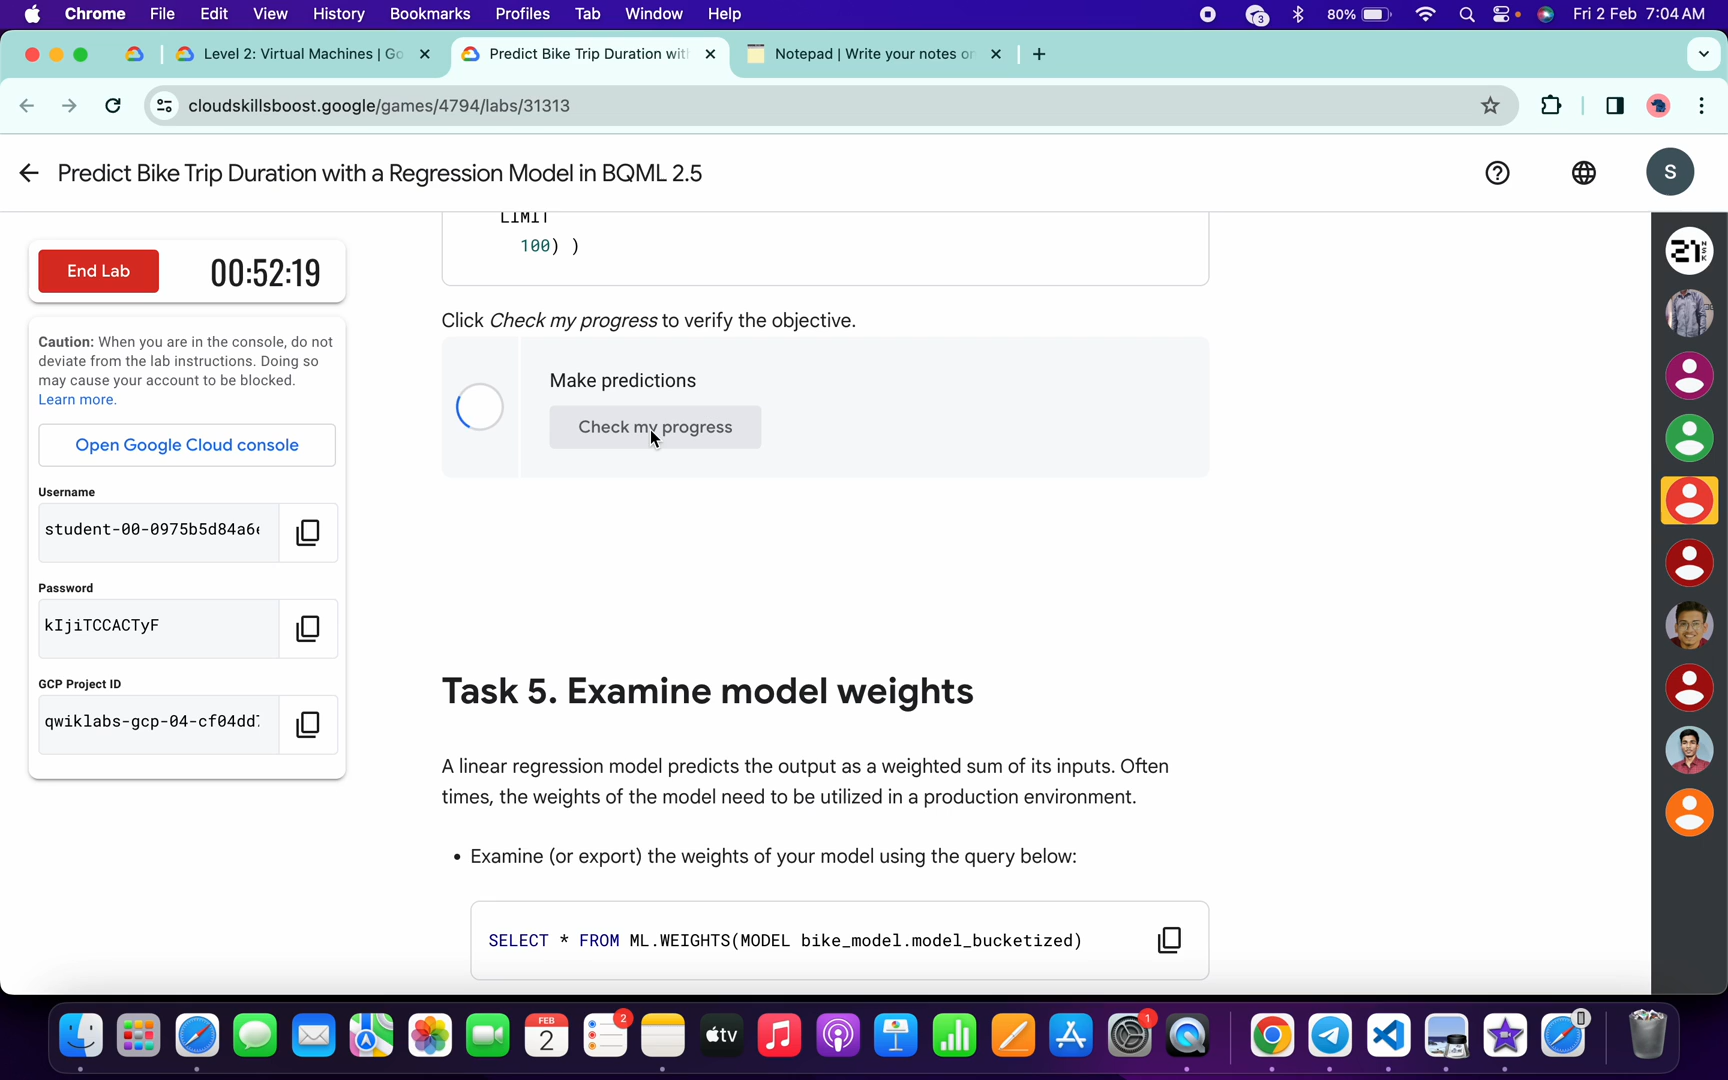 Chrome File Edit View History Bookmarks Profiles Tab Window Help 3 80% Fri 2 Feb 7:04 AM
Level 2: Virtual Machines | Go Predict Bike Trip Duration with Notepad | Write your notes on
cloudskillsboost.google/games/4794/labs/31313
Predict Bike Trip Duration with a Regression Model in BQML 2.5
S
End Lab
00:52:19
Caution: When you are in the console, do not
deviate from the lab instructions. Doing so
may cause your account to be blocked.
Learn more.
Open Google Cloud console
Username
student-00-0975b5d84a6e
Password
kIjiTCCACTyF
GCP Project ID
qwiklabs-gcp-04-cf04dd7
LIMIT
100) )
Click Check my progress to verify the objective.
Make predictions
Check my progress
Task 5. Examine model weights
A linear regression model predicts the output as a weighted sum of its inputs. Often
times, the weights of the model need to be utilized in a production environment.
• Examine (or export) the weights of your model using the query below:
SELECT * FROM ML.WEIGHTS(MODEL bike_model.model_bucketized)
21
FEB
2
2
tv
1